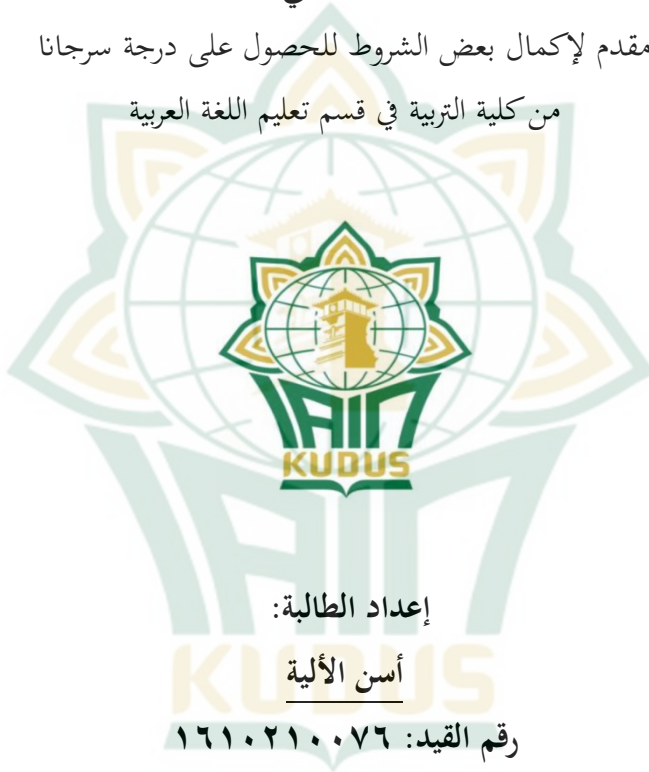 مقدم لإكمال بعض الشروط للحصول على درجة سرجانا
من كلية التربية في قسم تعليم اللغة العربية
IAIN
KUDUS
إعداد الطالبة:
أسن الألية
رقم القيد: ١٦١٠٢١٠٠٧٦